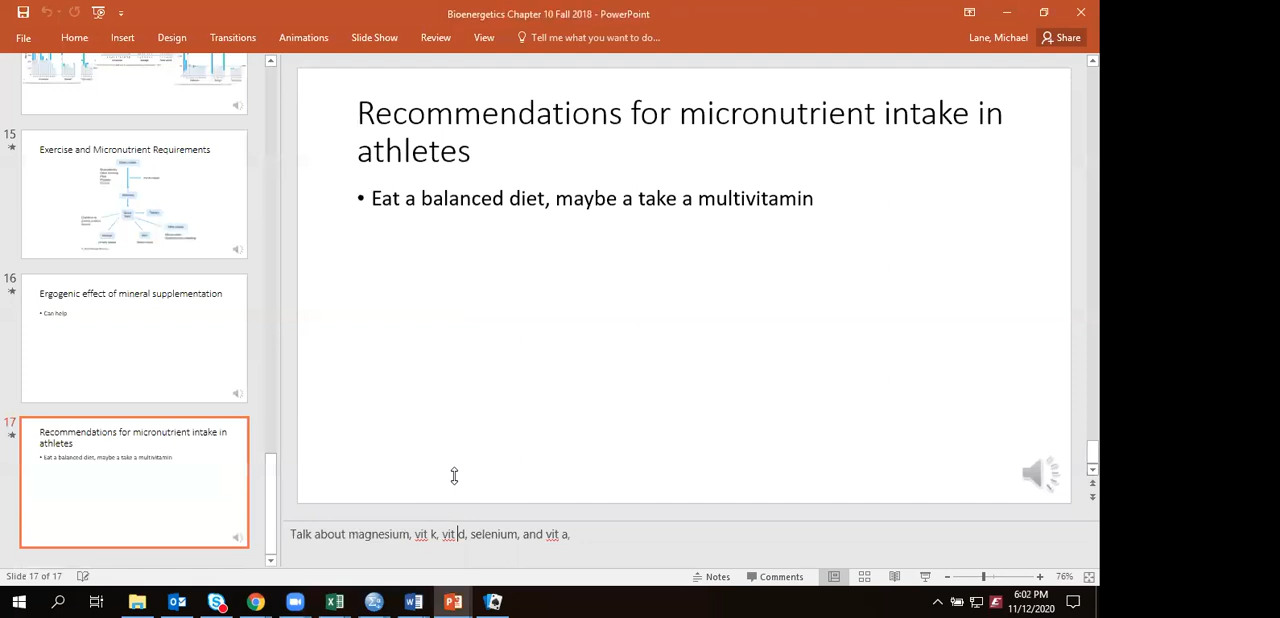 Bioenergetics Chapter 10 Fall 2018 - PowerPoint
File Home Insert Design Transitions Animations Slide Show Review View Tell me what you want to do... Lane, Michael Share
15
Exercise and Micronutrient Requirements
16
Ergogenic effect of mineral supplementation
• Can help
17
Recommendations for micronutrient intake in
athletes
• Eat a balanced diet, maybe a take a multivitamin
Recommendations for micronutrient intake in
athletes
• Eat a balanced diet, maybe a take a multivitamin
Talk about magnesium, vit k, vit d, selenium, and vit a,
Slide 17 of 17 Notes Comments 76%
6:02 PM
11/12/2020